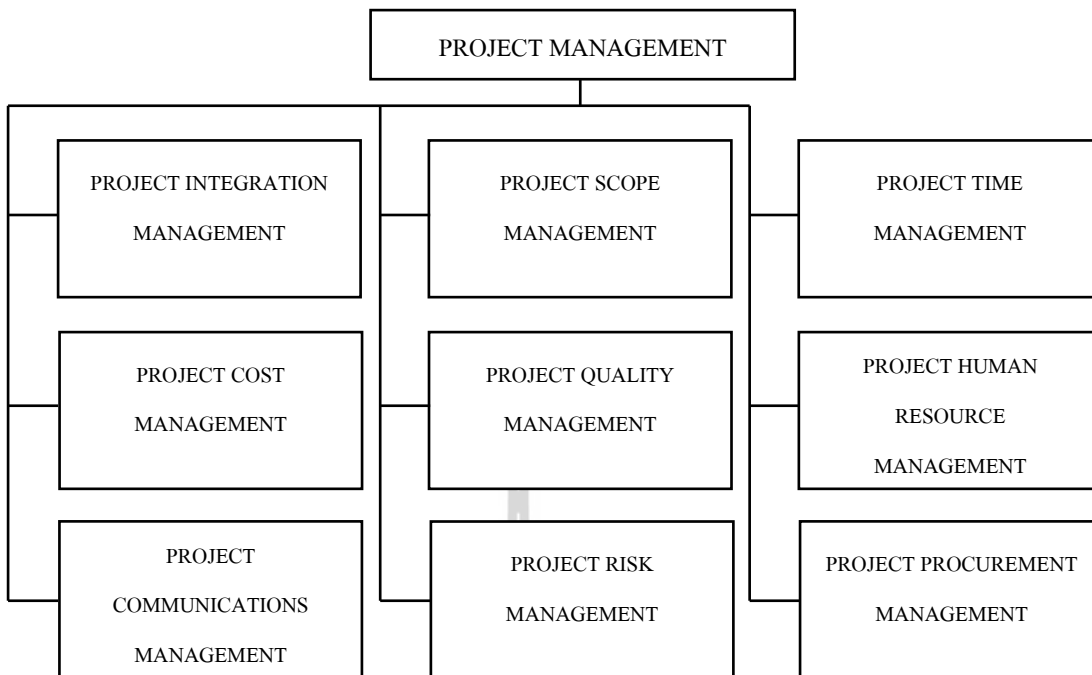 PROJECT MANAGEMENT
PROJECT INTEGRATION
MANAGEMENT
PROJECT SCOPE
MANAGEMENT
PROJECT TIME
MANAGEMENT
PROJECT COST
MANAGEMENT
PROJECT QUALITY
MANAGEMENT
PROJECT HUMAN
RESOURCE
MANAGEMENT
PROJECT
COMMUNICATIONS
MANAGEMENT
PROJECT RISK
MANAGEMENT
PROJECT PROCUREMENT
MANAGEMENT